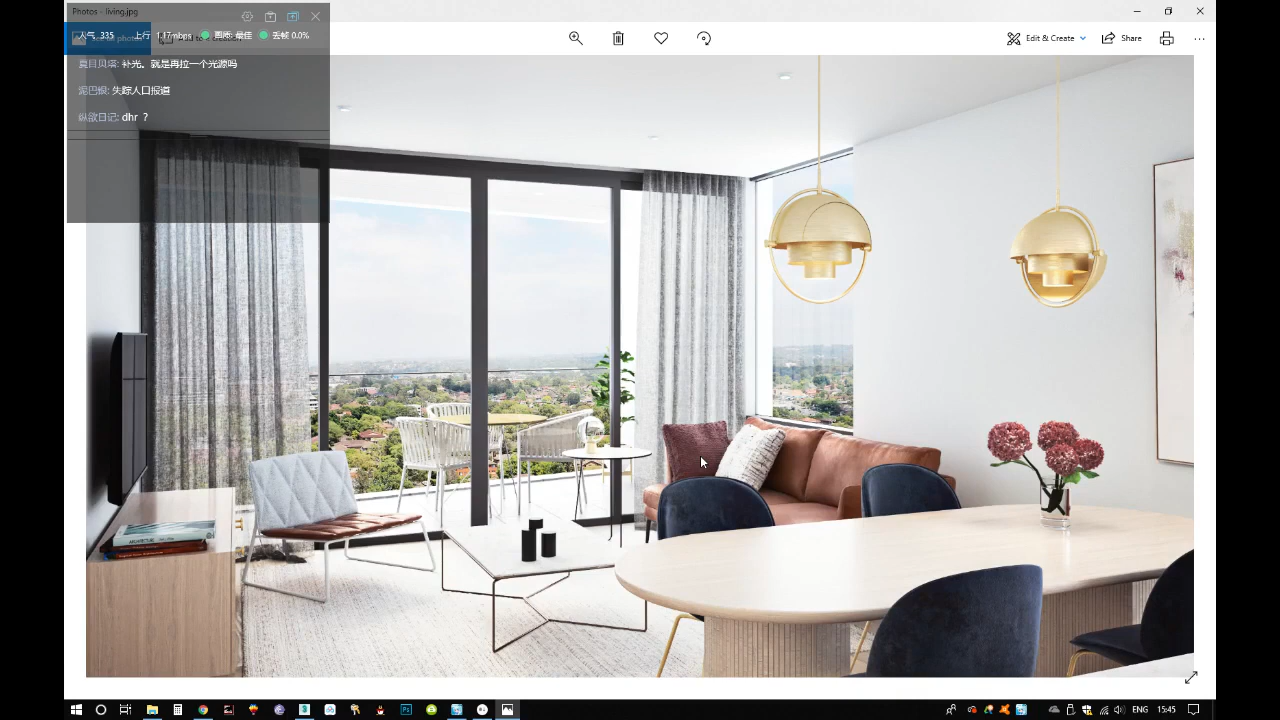 Photos - living.jpg
人气 335 上行 1.17mbps 画质: 最佳 丢帧 0.0%
夏目贝塔: 补光。就是再拉一个光源吗
泥巴银: 失踪人口报道
纵欲日记: dhr ？
Edit & Create
Share
ENG 15:45